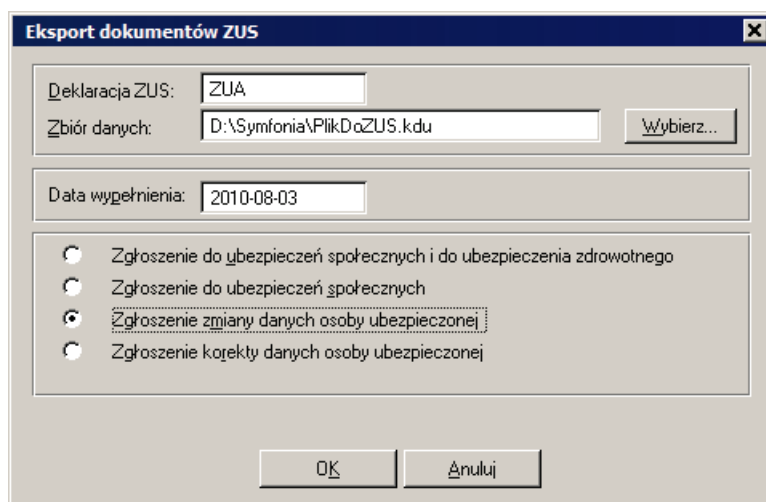 Eksport dokumentów ZUS
Deklaracja ZUS: ZUA
Zbiór danych: D:\Symfonia\PlikDoZUS.kdu Wybierz...
Data wypełnienia: 2010-08-03
Zgłoszenie do ubezpieczeń społecznych i do ubezpieczenia zdrowotnego
Zgłoszenie do ubezpieczeń społecznych
Zgłoszenie zmiany danych osoby ubezpieczonej
Zgłoszenie korekty danych osoby ubezpieczonej
OK Anuluj